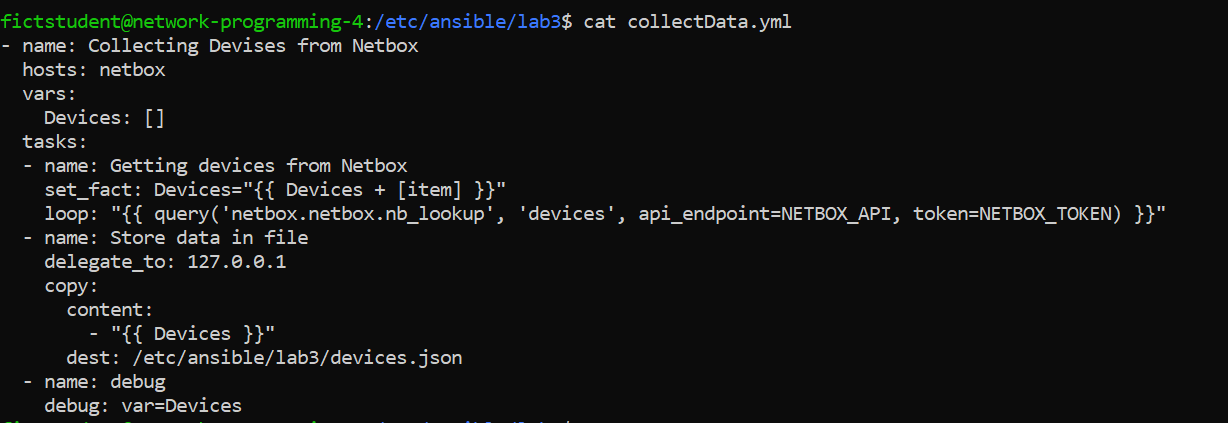 fictstudent@network-programming-4:/etc/ansible/lab3$ cat collectData.yml
- name: Collecting Devises from Netbox
  hosts: netbox
  vars:
    Devices: []
  tasks:
  - name: Getting devices from Netbox
    set_fact: Devices="{{ Devices + [item] }}"
    loop: "{{ query('netbox.netbox.nb_lookup', 'devices', api_endpoint=NETBOX_API, token=NETBOX_TOKEN) }}"
  - name: Store data in file
    delegate_to: 127.0.0.1
    copy:
      content:
        - "{{ Devices }}"
      dest: /etc/ansible/lab3/devices.json
  - name: debug
    debug: var=Devices